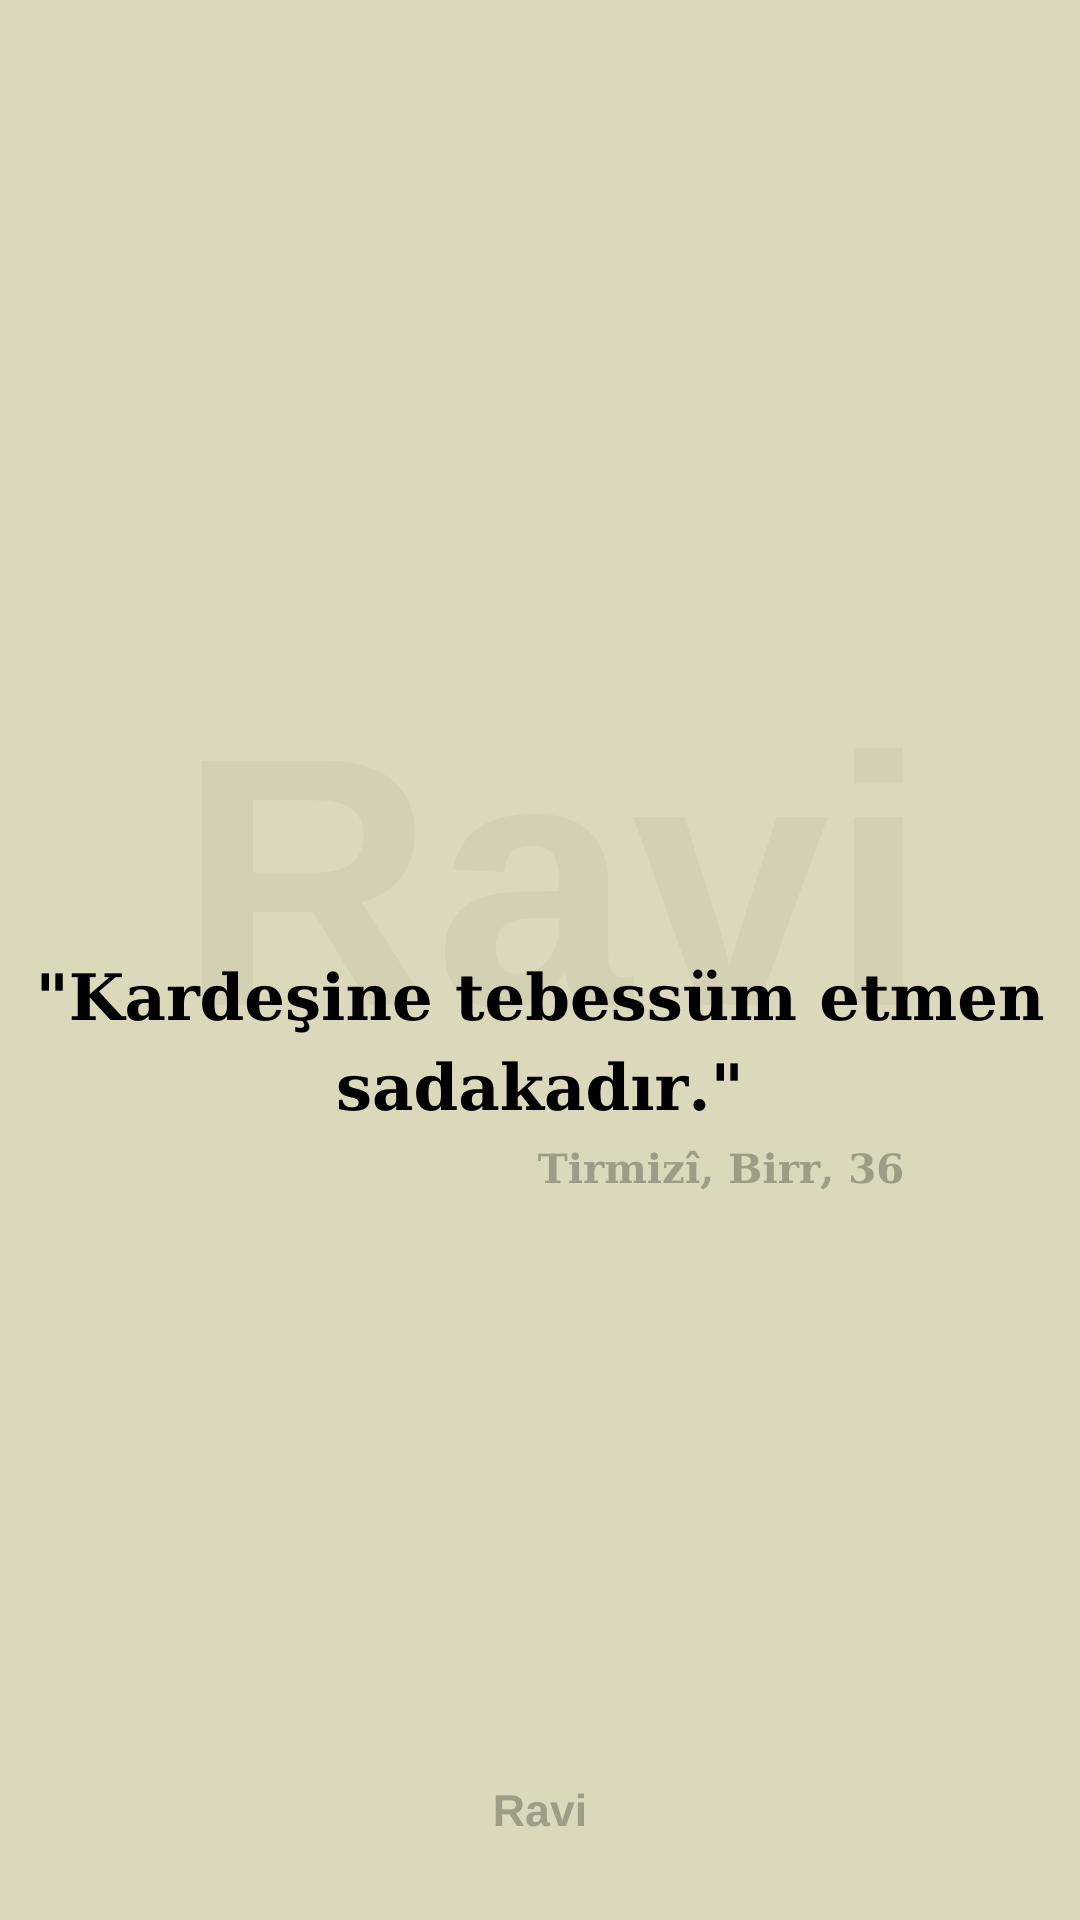 Ravi
"Kardeşine tebessüm etmen
sadakadır."
Tirmizî, Birr, 36
Ravi